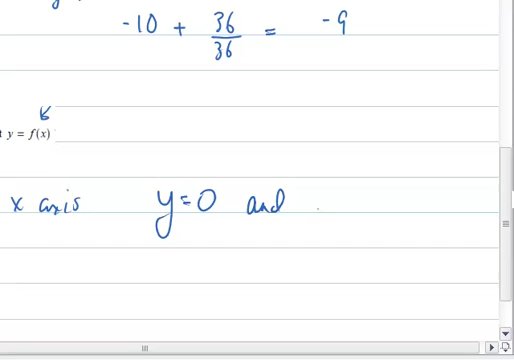 -10 + 36/36 = -9
y = f(x)
x axis y=0 and